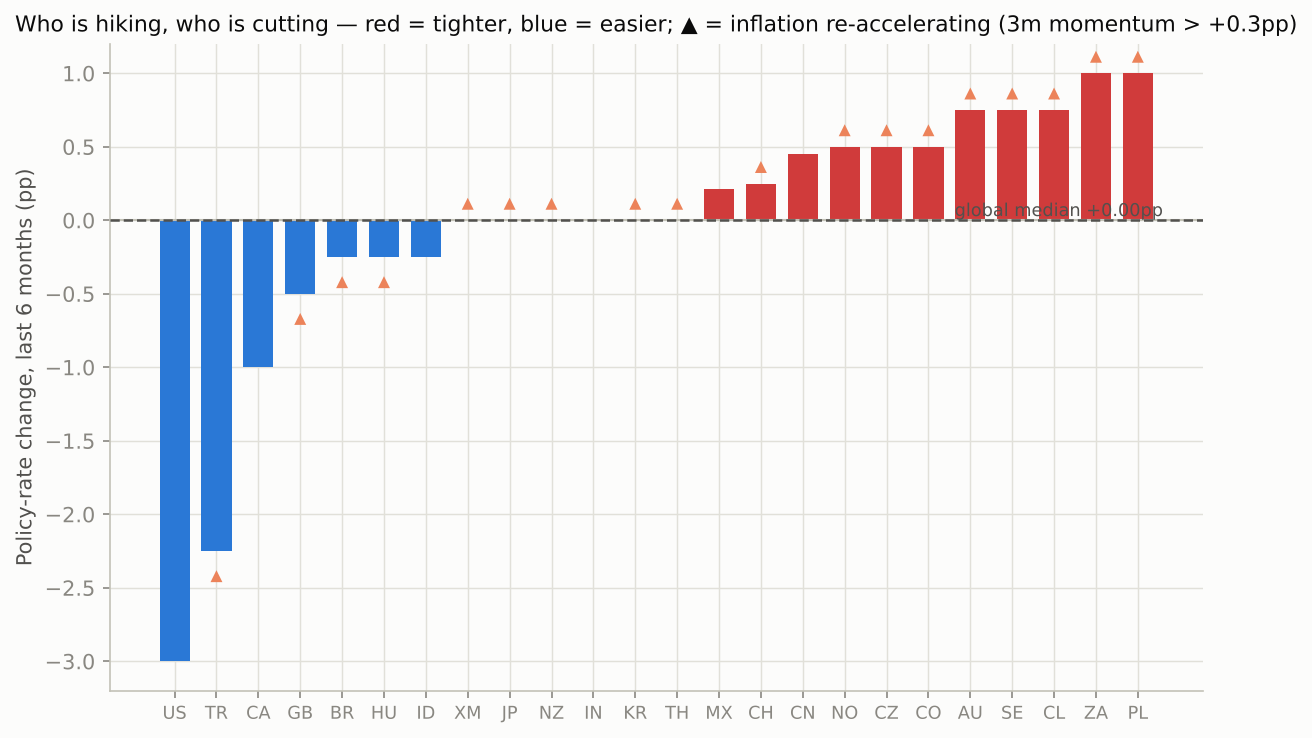 Who is hiking, who is cutting — red = tighter, blue = easier; ▲ = inflation re-accelerating (3m momentum > +0.3pp)
Policy-rate change, last 6 months (pp)
1.0
0.5
0.0
−0.5
−1.0
−1.5
−2.0
−2.5
−3.0
global median +0.00pp
US TR CA GB BR HU ID XM JP NZ IN KR TH MX CH CN NO CZ CO AU SE CL ZA PL